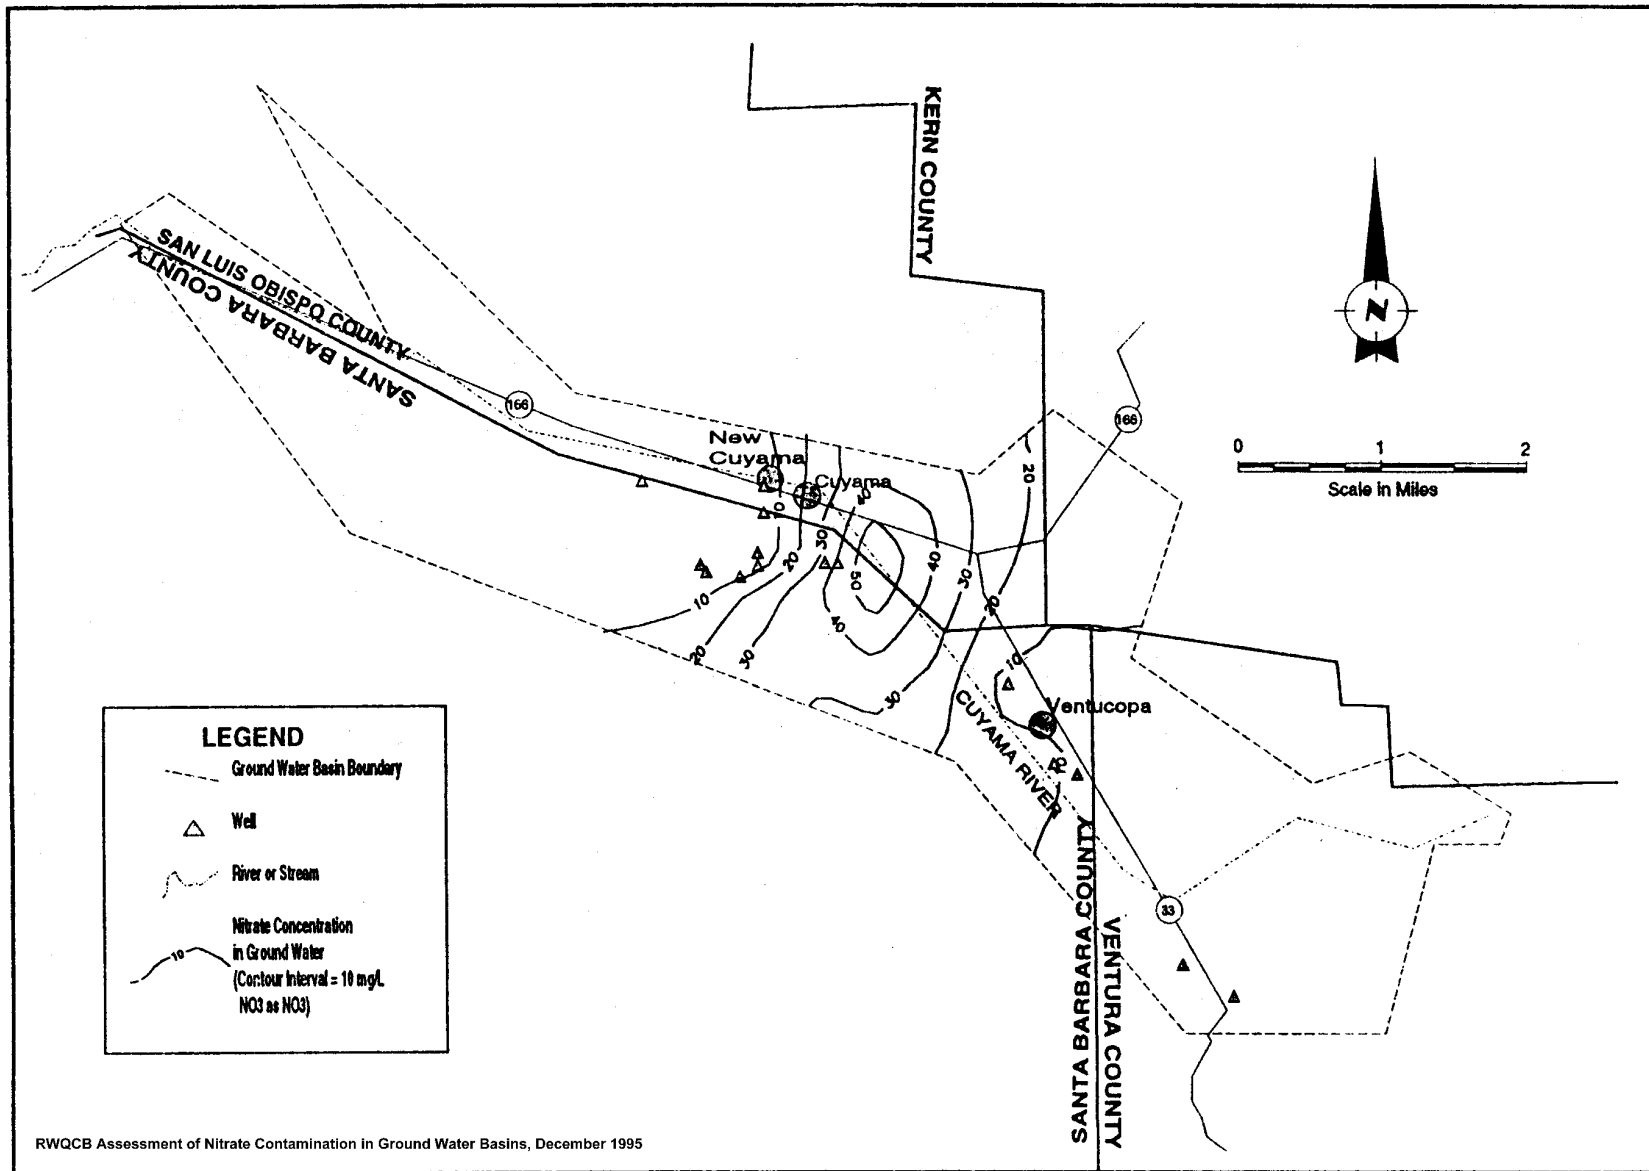 KERN COUNTY
SAN LUIS OBISPO COUNTY
SANTA BARBARA COUNTY
166
166
New
Cuyama
Cuyama
N
0 1 2
Scale in Miles
20
40
10
30
20
50
40
30
20
10
40
20
30
30
10
Ventucopa
10
CUYAMA RIVER
33
SANTA BARBARA COUNTY
VENTURA COUNTY
LEGEND
Ground Water Basin Boundary
Well
River or Stream
10
Nitrate Concentration
in Ground Water
(Contour Interval = 10 mg/L
NO3 as NO3)
RWQCB Assessment of Nitrate Contamination in Ground Water Basins, December 1995